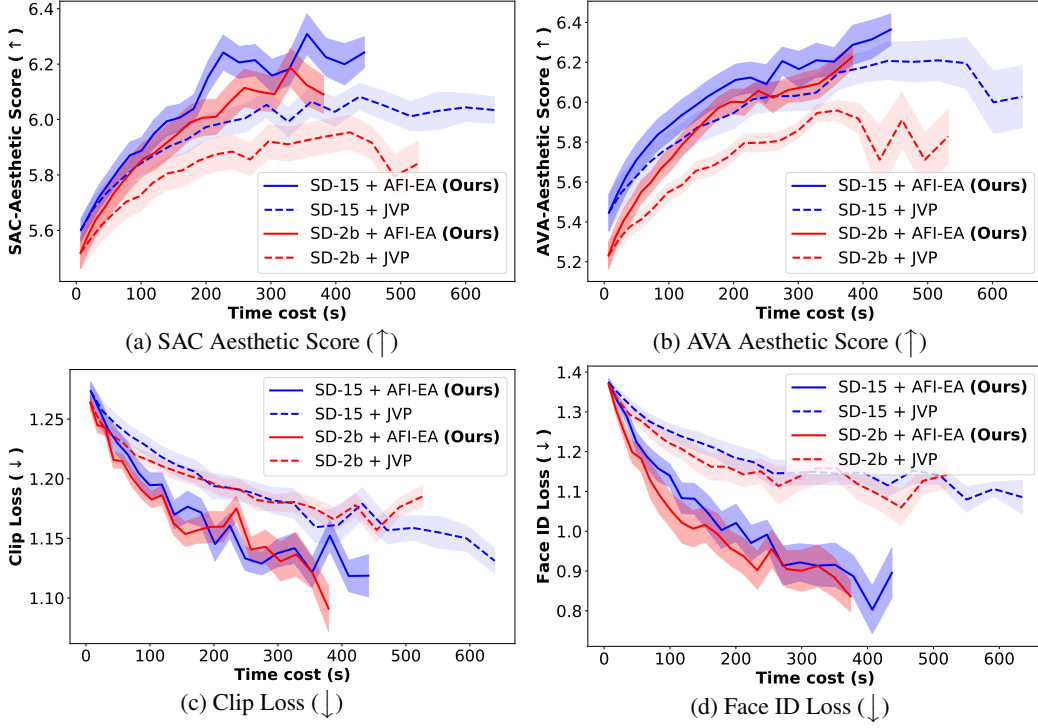 6.4
6.2
6.0
5.8
5.6
SAC-Aesthetic Score (↑)
SD-15 + AFI-EA (Ours)
SD-15 + JVP
SD-2b + AFI-EA (Ours)
SD-2b + JVP
0 100 200 300 400 500 600
Time cost (s)
(a) SAC Aesthetic Score (↑)
6.4
6.2
6.0
5.8
5.6
5.4
5.2
AVA-Aesthetic Score (↑)
SD-15 + AFI-EA (Ours)
SD-15 + JVP
SD-2b + AFI-EA (Ours)
SD-2b + JVP
0 100 200 300 400 500 600
Time cost (s)
(b) AVA Aesthetic Score (↑)
1.25
1.20
1.15
1.10
Clip Loss (↓)
SD-15 + AFI-EA (Ours)
SD-15 + JVP
SD-2b + AFI-EA (Ours)
SD-2b + JVP
0 100 200 300 400 500 600
Time cost (s)
(c) Clip Loss (↓)
1.4
1.3
1.2
1.1
1.0
0.9
0.8
Face ID Loss (↓)
SD-15 + AFI-EA (Ours)
SD-15 + JVP
SD-2b + AFI-EA (Ours)
SD-2b + JVP
0 100 200 300 400 500 600
Time cost (s)
(d) Face ID Loss (↓)